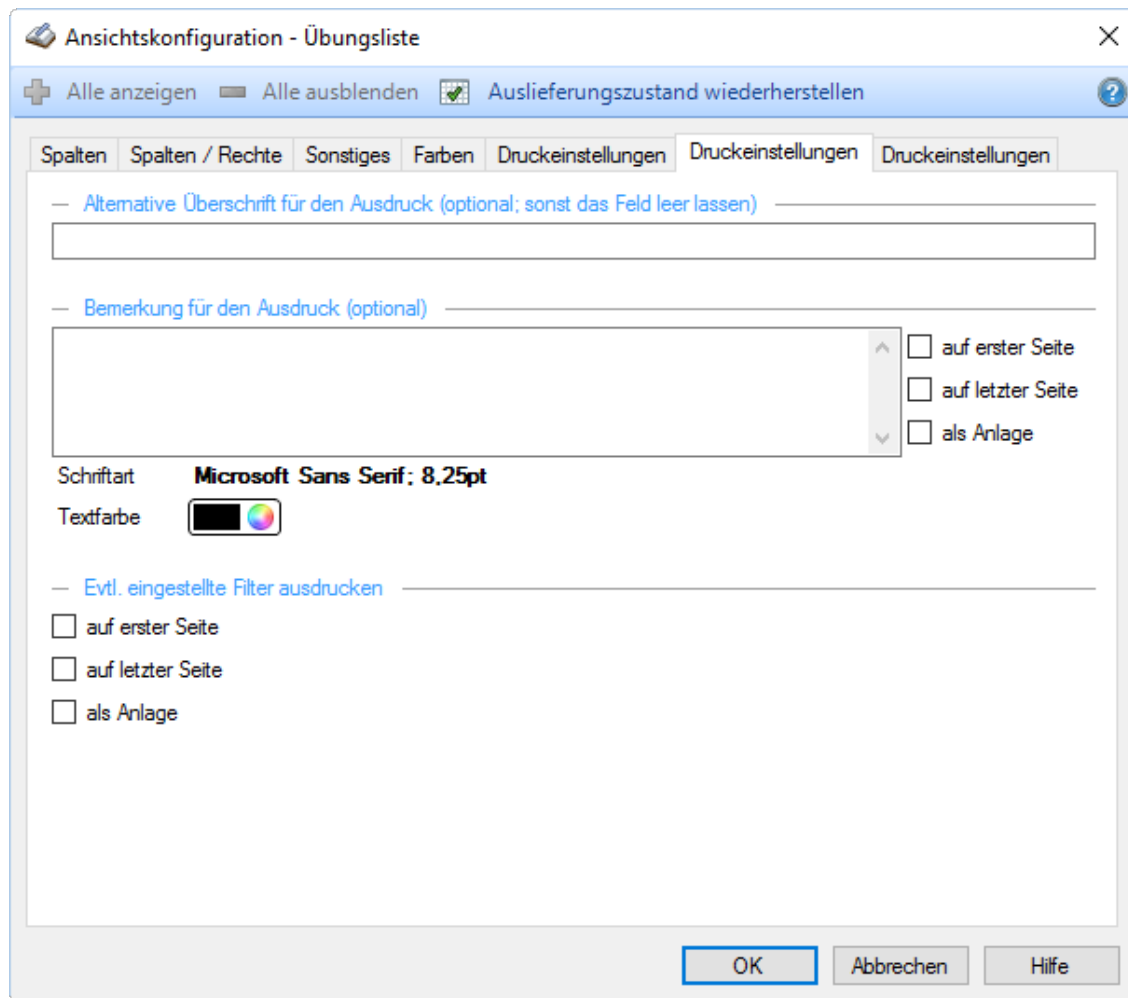 Ansichtskonfiguration - Übungsliste
Alle anzeigen Alle ausblenden Auslieferungszustand wiederherstellen ?
Spalten Spalten / Rechte Sonstiges Farben Druckeinstellungen Druckeinstellungen Druckeinstellungen
Alternative Überschrift für den Ausdruck (optional; sonst das Feld leer lassen)
Bemerkung für den Ausdruck (optional)
auf erster Seite
auf letzter Seite
als Anlage
Schriftart Microsoft Sans Serif; 8,25pt
Textfarbe
Evtl. eingestellte Filter ausdrucken
auf erster Seite
auf letzter Seite
als Anlage
OK Abbrechen Hilfe